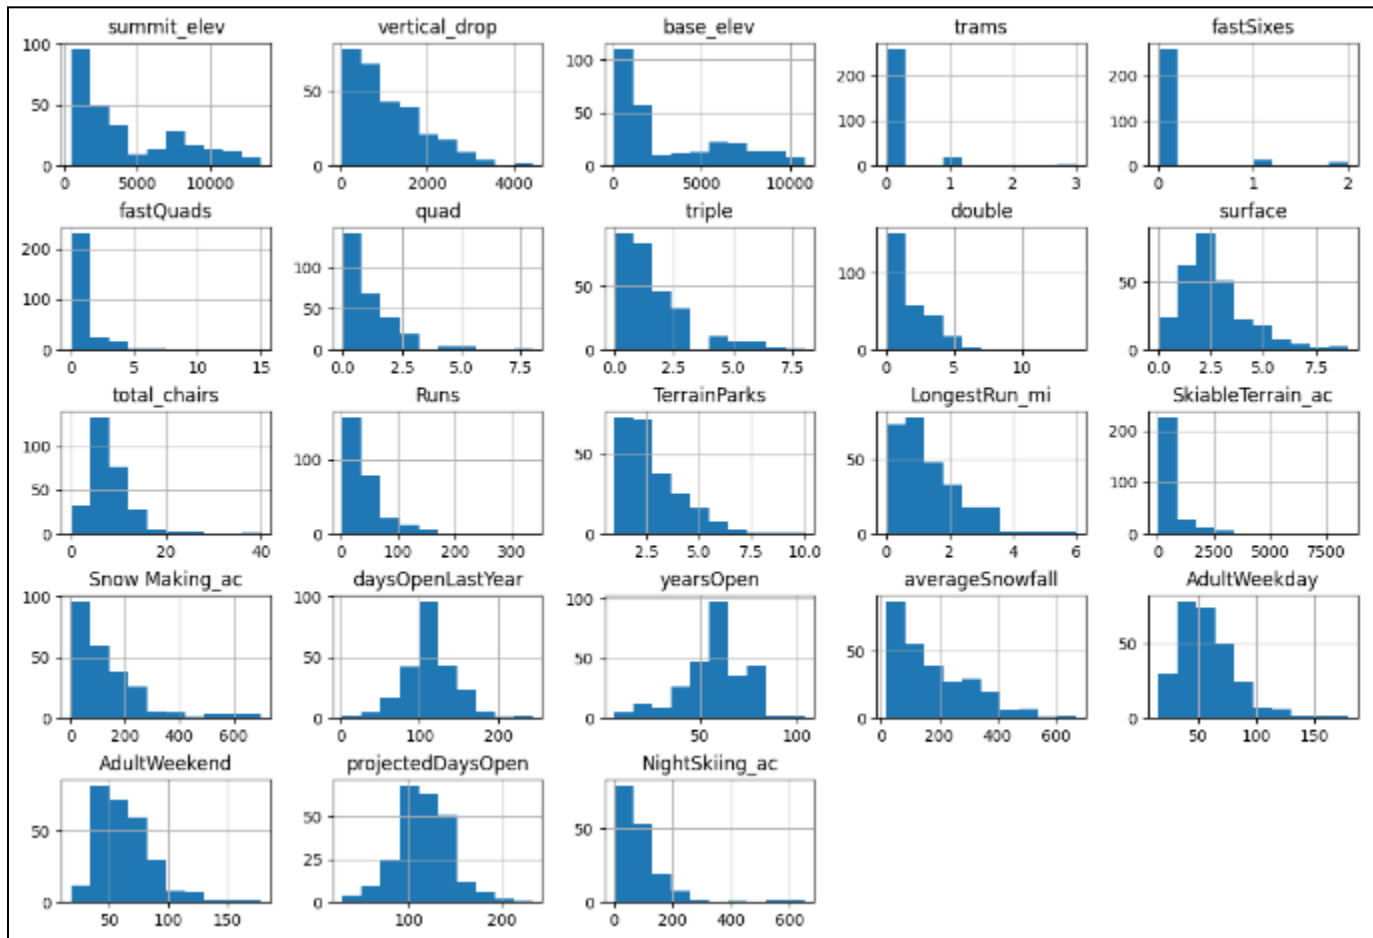 summit_elev vertical_drop base_elev trams fastSixes
100 50 0 0 5000 10000
50 0 0 2000 4000
100 50 0 0 5000 10000
200 100 0 0 1 2 3
200 100 0 0 1 2
fastQuads quad triple double surface
200 100 0 0 5 10 15
100 50 0 0.0 2.5 5.0 7.5
50 0 0.0 2.5 5.0 7.5
100 0 0 5 10
50 0 0.0 2.5 5.0 7.5
total_chairs Runs TerrainParks LongestRun_mi SkiableTerrain_ac
100 50 0 0 20 40
100 0 0 100 200 300
50 0 2.5 5.0 7.5 10.0
50 0 0 2 4 6
200 100 0 0 2500 5000 7500
Snow Making_ac daysOpenLastYear yearsOpen averageSnowfall AdultWeekday
100 50 0 0 200 400 600
100 50 0 0 100 200
100 50 0 50 100
50 0 0 200 400 600
50 0 50 100 150
AdultWeekend projectedDaysOpen NightSkiing_ac
50 0 50 100 150
50 25 0 100 200
50 0 0 200 400 600